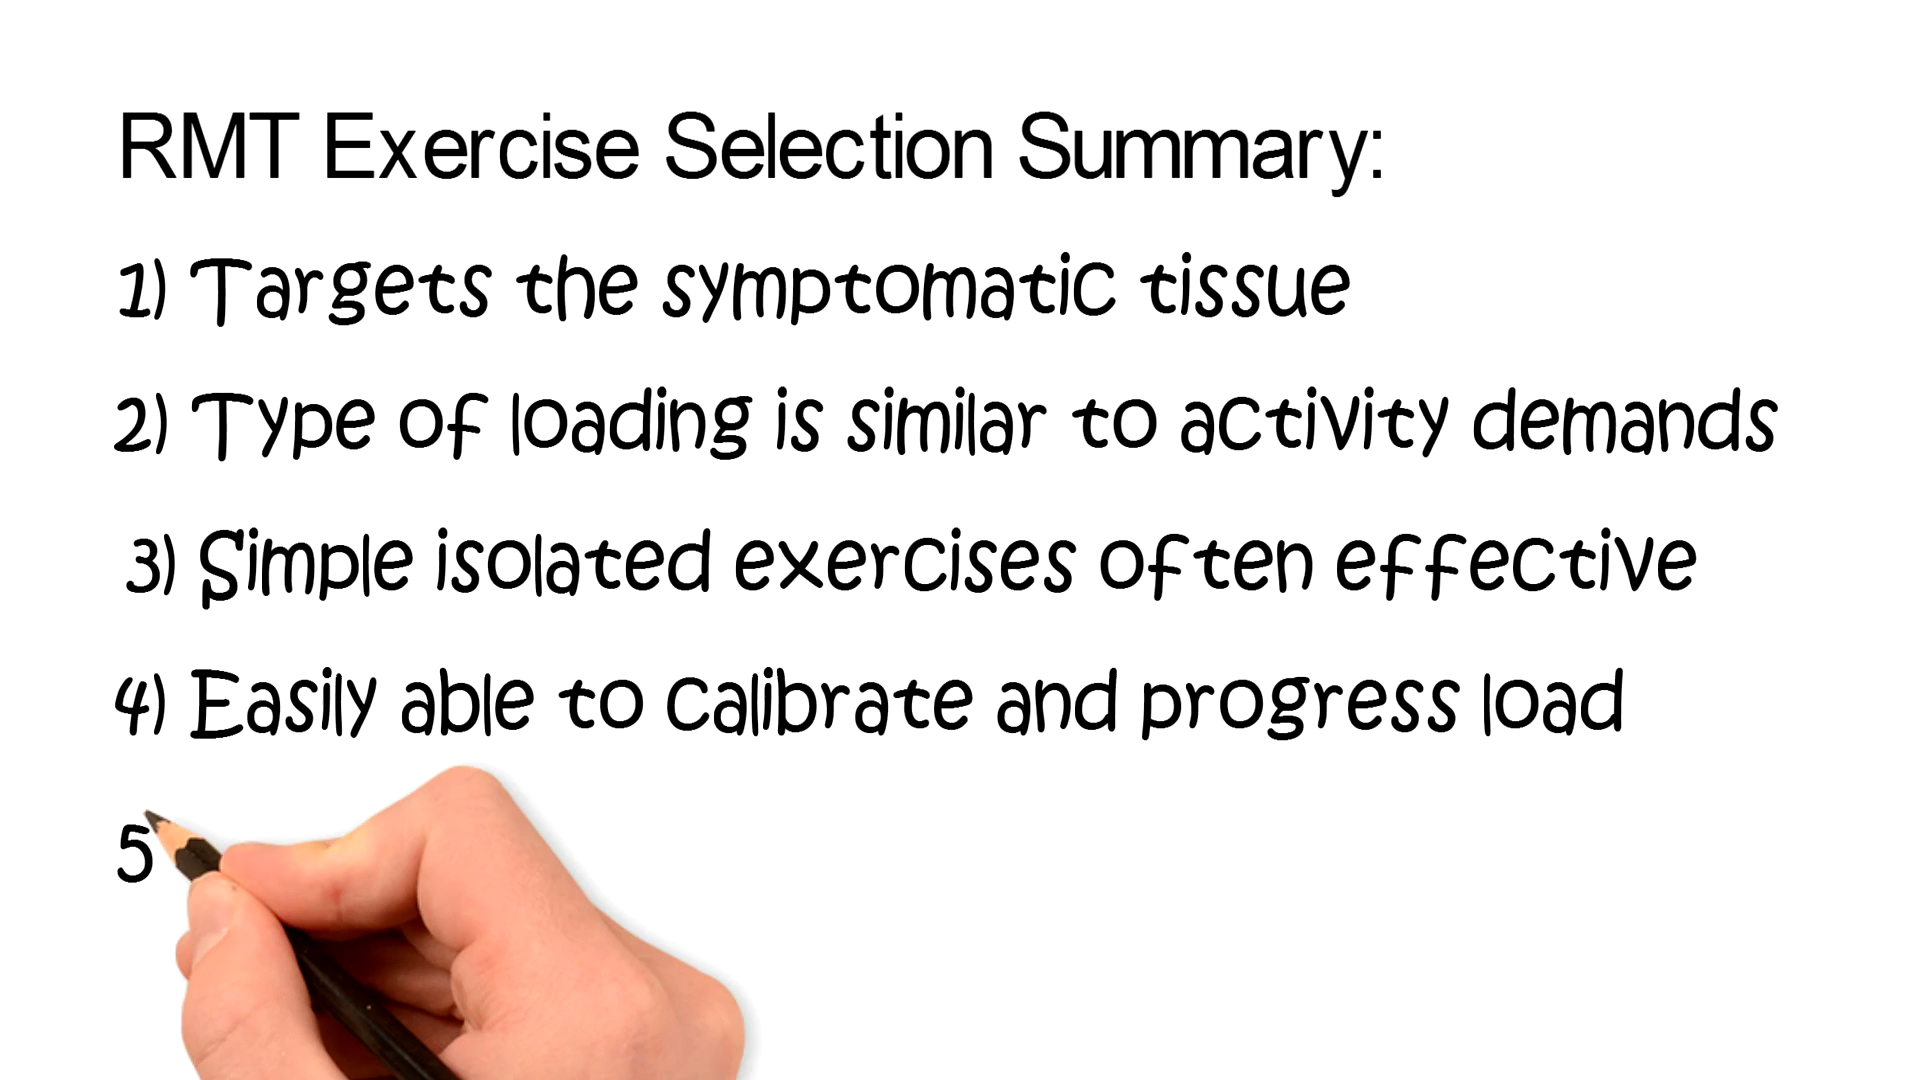 RMT Exercise Selection Summary:
1) Targets the symptomatic tissue
2) Type of loading is similar to activity demands
3) Simple isolated exercises often effective
4) Easily able to calibrate and progress load
5